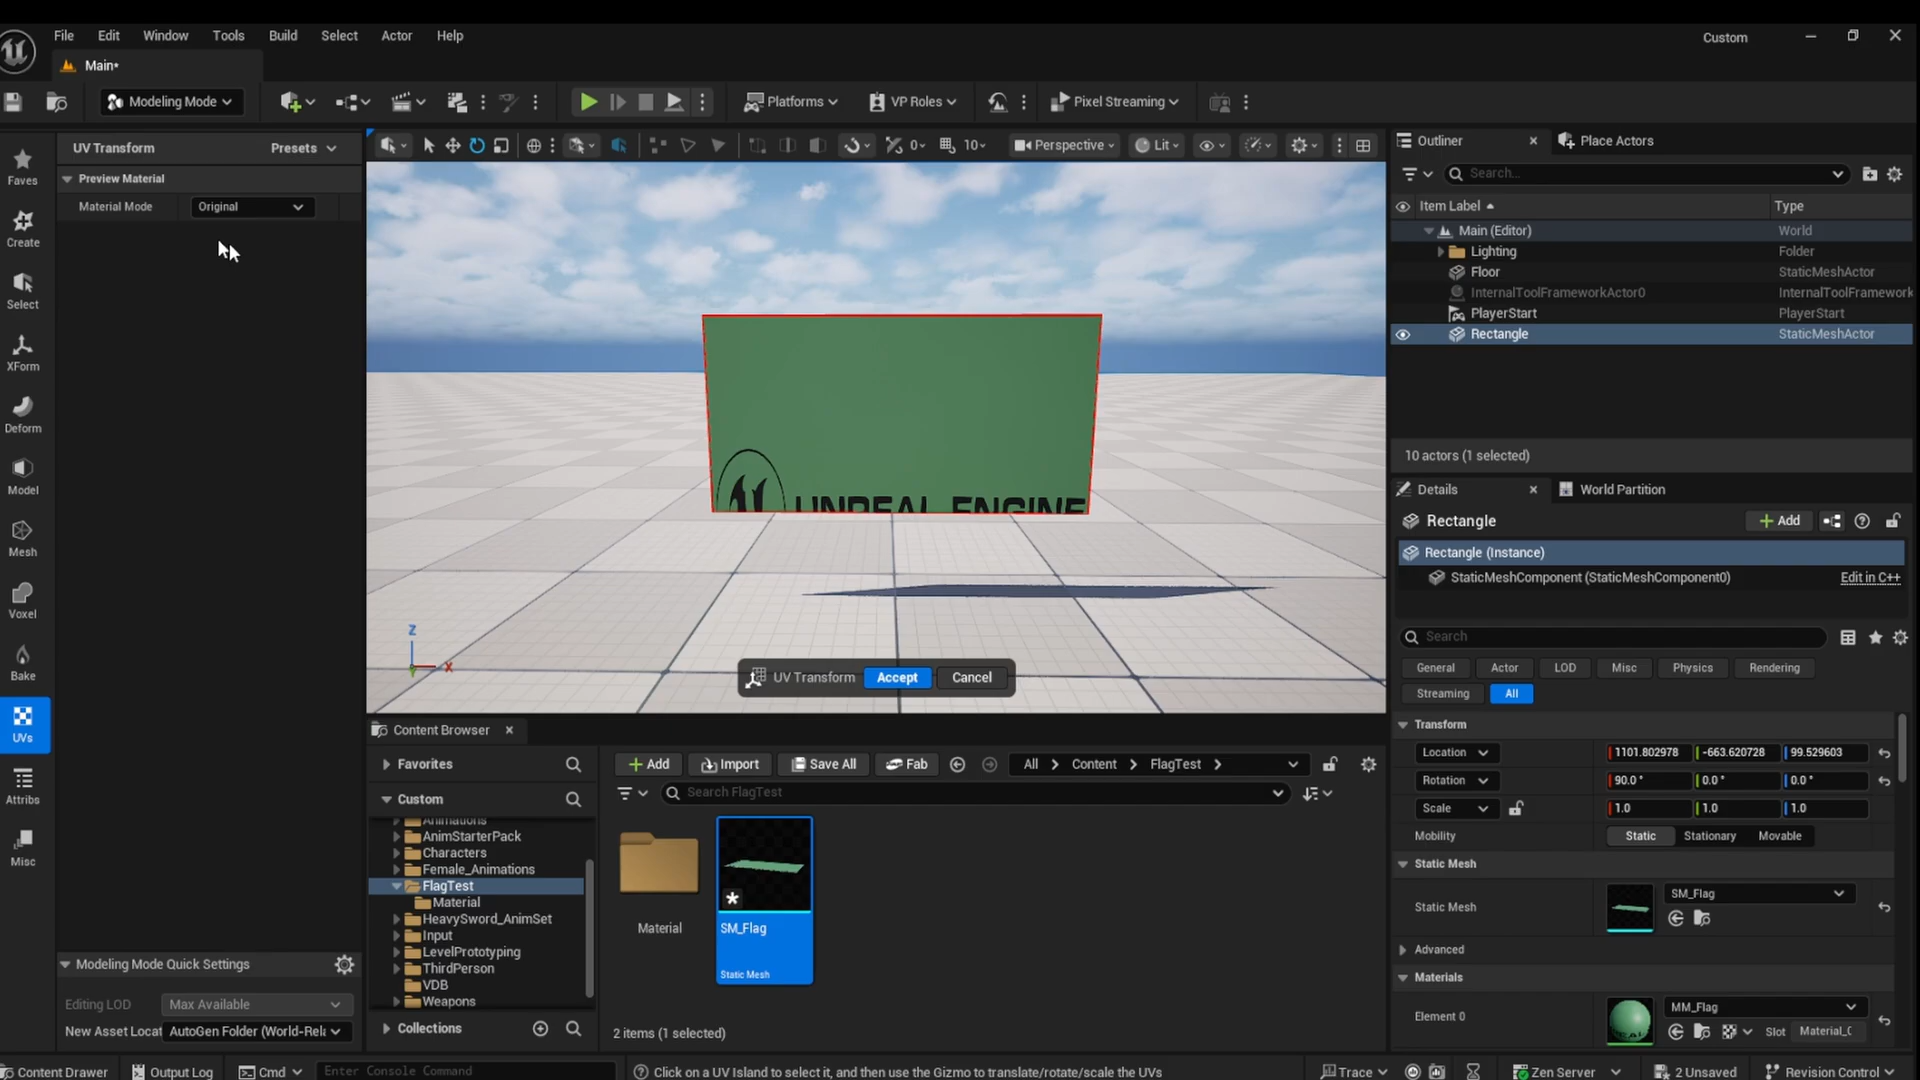 File Edit Window Tools Build Select Actor Help
Custom
Main•
Modeling Mode
Platforms
VP Roles
Pixel Streaming
UV Transform
Presets
Preview Material
Material Mode
Original
Faves
Create
Select
XForm
Deform
Model
Mesh
Voxel
Bake
UVs
Attribs
Misc
Modeling Mode Quick Settings
Editing LOD
Max Available
New Asset Locat
AutoGen Folder (World-Rela
0
10
Perspective
Lit
UNREAL ENGINE
Z
X
UV Transform
Accept
Cancel
Outliner
Place Actors
Search...
Item Label
Type
Main (Editor)
World
Lighting
Folder
Floor
StaticMeshActor
InternalToolFrameworkActor0
InternalToolFramework
PlayerStart
PlayerStart
Rectangle
StaticMeshActor
10 actors (1 selected)
Details
World Partition
Rectangle
Add
Rectangle (Instance)
StaticMeshComponent (StaticMeshComponent0)
Edit in C++
Search
General
Actor
LOD
Misc
Physics
Rendering
Streaming
All
Transform
Location
1101.802978
-663.620728
99.529603
Rotation
90.0 °
0.0 °
0.0 °
Scale
1.0
1.0
1.0
Mobility
Static
Stationary
Movable
Static Mesh
Static Mesh
SM_Flag
Advanced
Materials
Element 0
MM_Flag
Slot
Material_
Content Browser
Favorites
Custom
Animations
AnimStarterPack
Characters
Female_Animations
FlagTest
Material
HeavySword_AnimSet
Input
LevelPrototyping
ThirdPerson
VDB
Weapons
Collections
Add
Import
Save All
Fab
All
Content
FlagTest
Search FlagTest
Material
SM_Flag
Static Mesh
2 items (1 selected)
Content Drawer
Output Log
Cmd
Enter Console Command
Click on a UV Island to select it, and then use the Gizmo to translate/rotate/scale the UVs
Trace
Zen Server
2 Unsaved
Revision Control